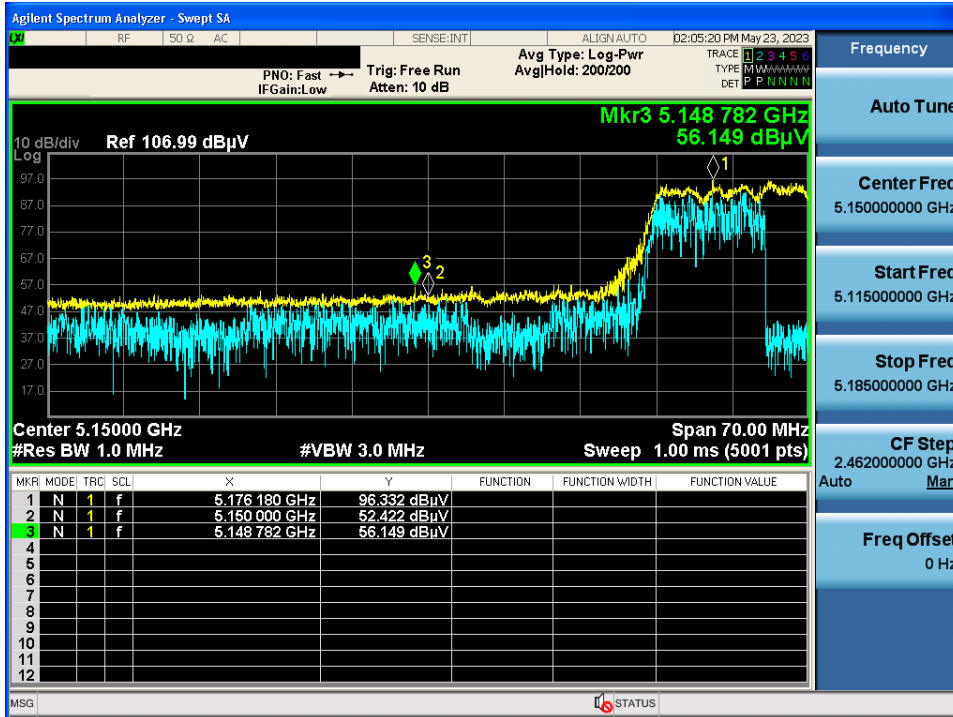 Agilent Spectrum Analyzer - Swept SA
LXI RF 50 Ω AC SENSE:INT ALIGN AUTO 02:05:20 PM May 23, 2023
PNO: Fast Trig: Free Run Avg Type: Log-Pwr TRACE 1 2 3 4 5 6
IFGain:Low Atten: 10 dB Avg|Hold: 200/200 TYPE M WWWWW
DET P P N N N N
Mkr3 5.148 782 GHz
56.149 dBµV
10 dB/div Ref 106.99 dBµV
Log
97.0
87.0
77.0
67.0
57.0
47.0
37.0
27.0
17.0
1
3
2
Center 5.15000 GHz Span 70.00 MHz
#Res BW 1.0 MHz #VBW 3.0 MHz Sweep 1.00 ms (5001 pts)
MKR MODE TRC SCL X Y FUNCTION FUNCTION WIDTH FUNCTION VALUE
1 N 1 f 5.176 180 GHz 96.332 dBµV
2 N 1 f 5.150 000 GHz 52.422 dBµV
3 N 1 f 5.148 782 GHz 56.149 dBµV
4
5
6
7
8
9
10
11
12
MSG STATUS
Frequency
Auto Tune
Center Freq
5.150000000 GHz
Start Freq
5.115000000 GHz
Stop Freq
5.185000000 GHz
CF Step
2.462000000 GHz
Auto Man
Freq Offset
0 Hz